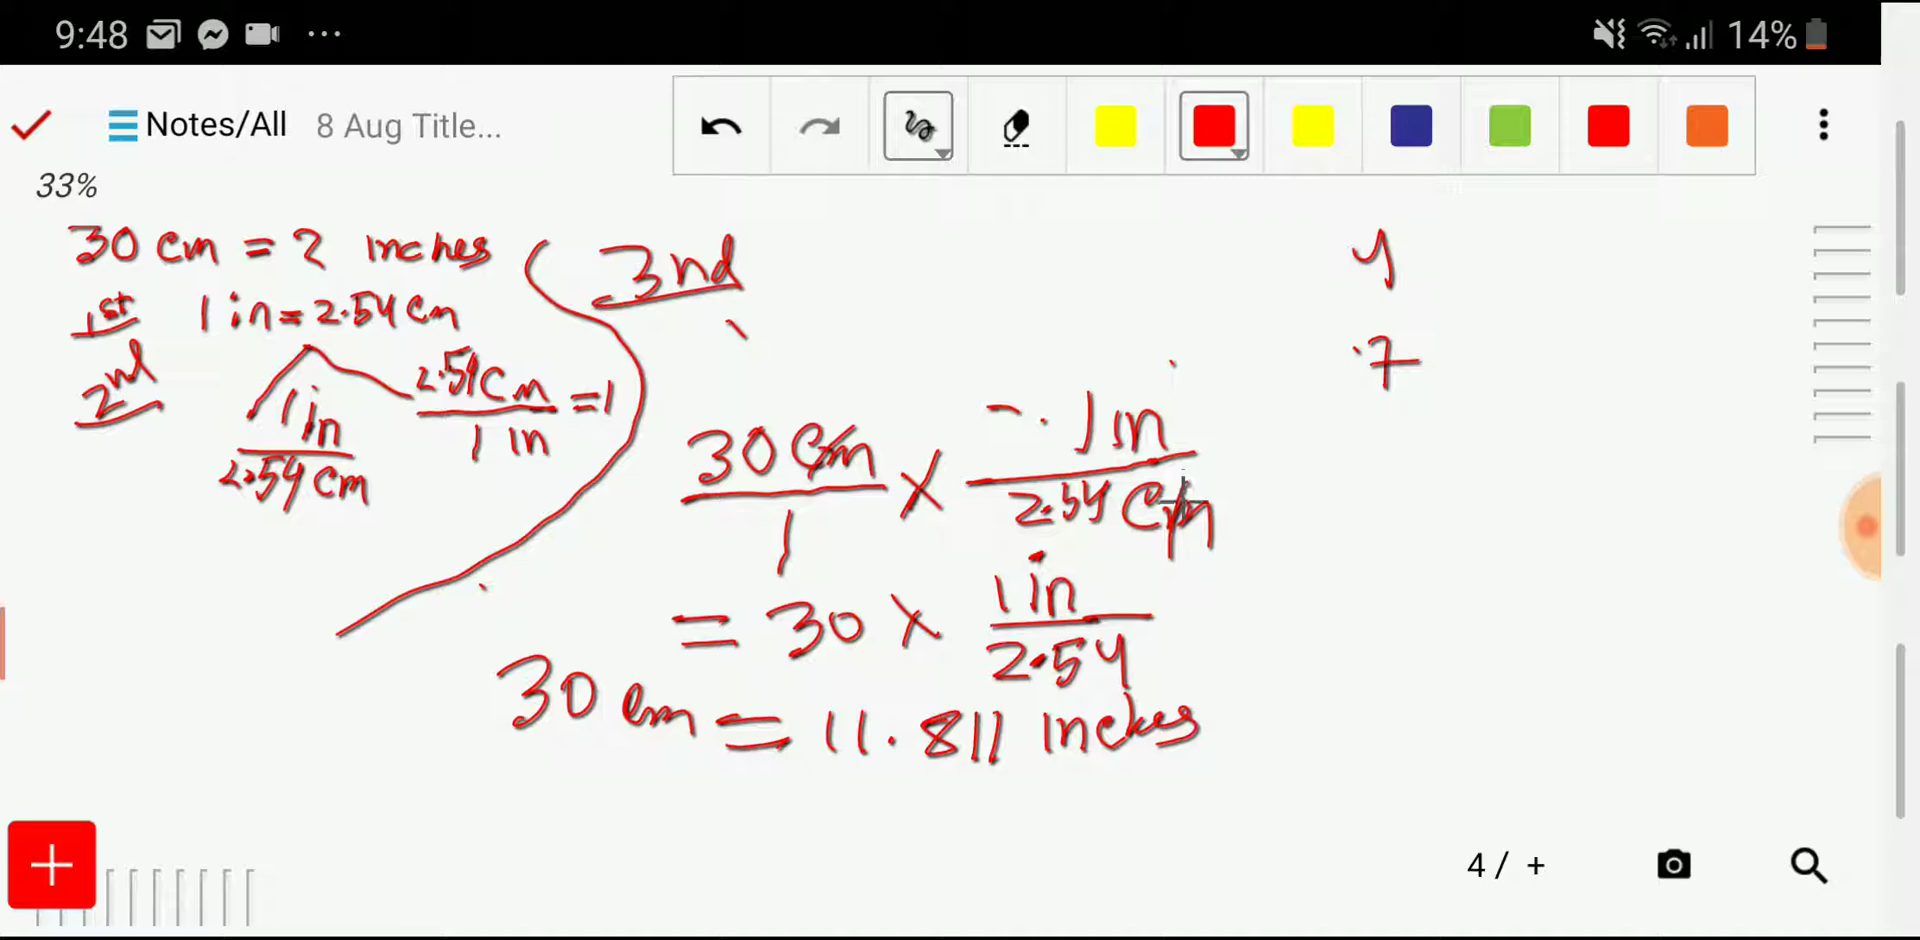 9:48 ... 14%
Notes/All 8 Aug Title...
33%
30 cm = ? inches
1st 1 in = 2.54 cm
2nd 1 in / 2.54 cm 2.54 cm / 1 in = 1
3nd
30 cm / 1 × 1 in / 2.54 cm
= 30 × 1 in / 2.54
30 cm = 11.811 inches
y
7
4 / +